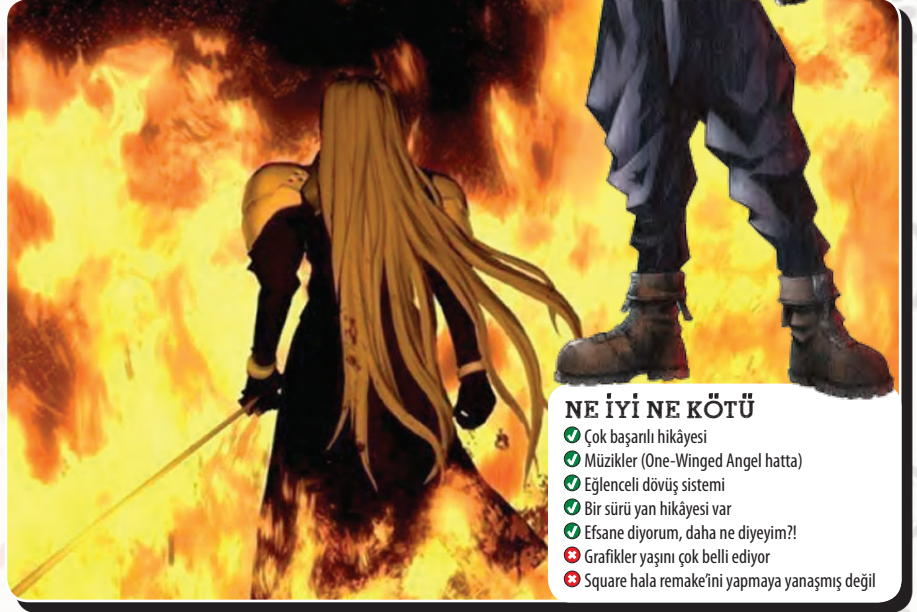 NE İYİ NE KÖTÜ
Çok başarılı hikâyesi
Müzikler (One-Winged Angel hatta)
Eğlenceli dövüş sistemi
Bir sürü yan hikâyesi var
Efsane diyorum, daha ne diyeyim?!
Grafikler yaşını çok belli ediyor
Square hala remake’ini yapmaya yanaşmış değil